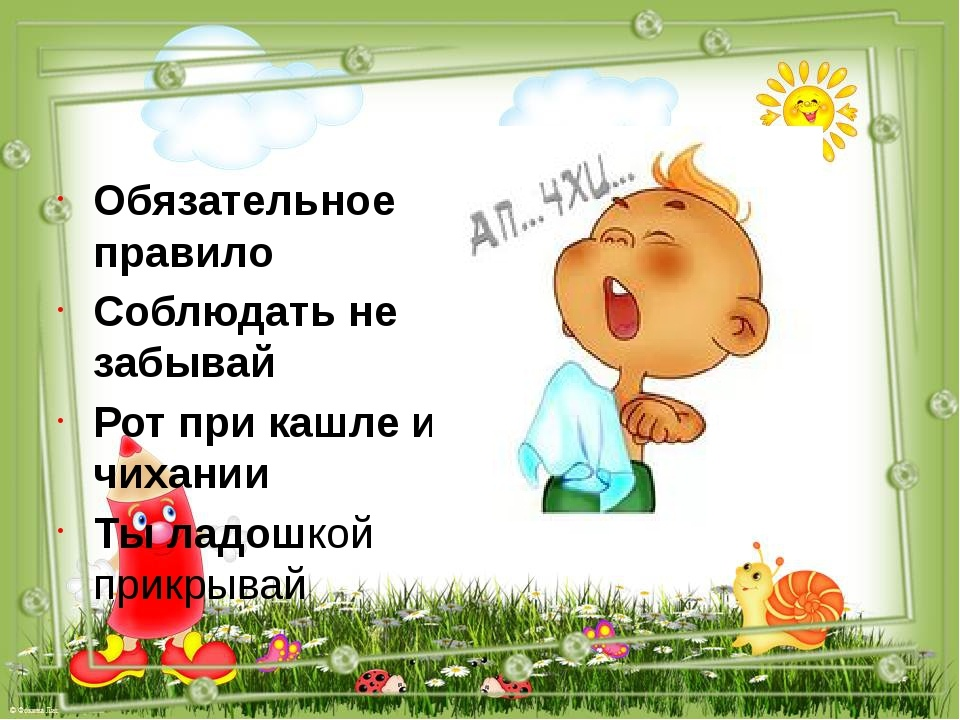 Обязательное
правило
Соблюдать не
забывай
Рот при кашле и
чихании
Ты ладошкой
прикрывай
АП...ЧХИ...